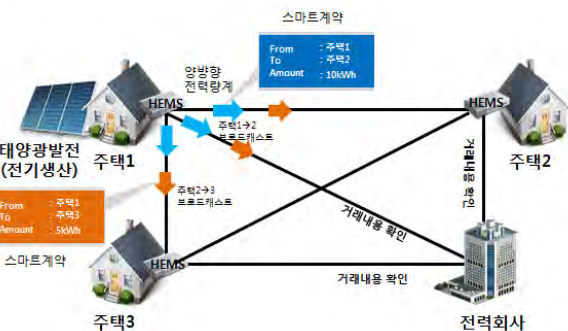 스마트계약
From : 주택1
To : 주택2
Amount : 10kWh
양방향
전력량계
HEMS
HEMS
주택1→2
브로드캐스트
태양광발전
(전기생산)
주택1
주택2
거래내용 확인
주택2→3
브로드캐스트
From : 주택1
To : 주택3
Amount : 5kWh
스마트계약
거래내용 확인
HEMS
거래내용 확인
주택3
전력회사